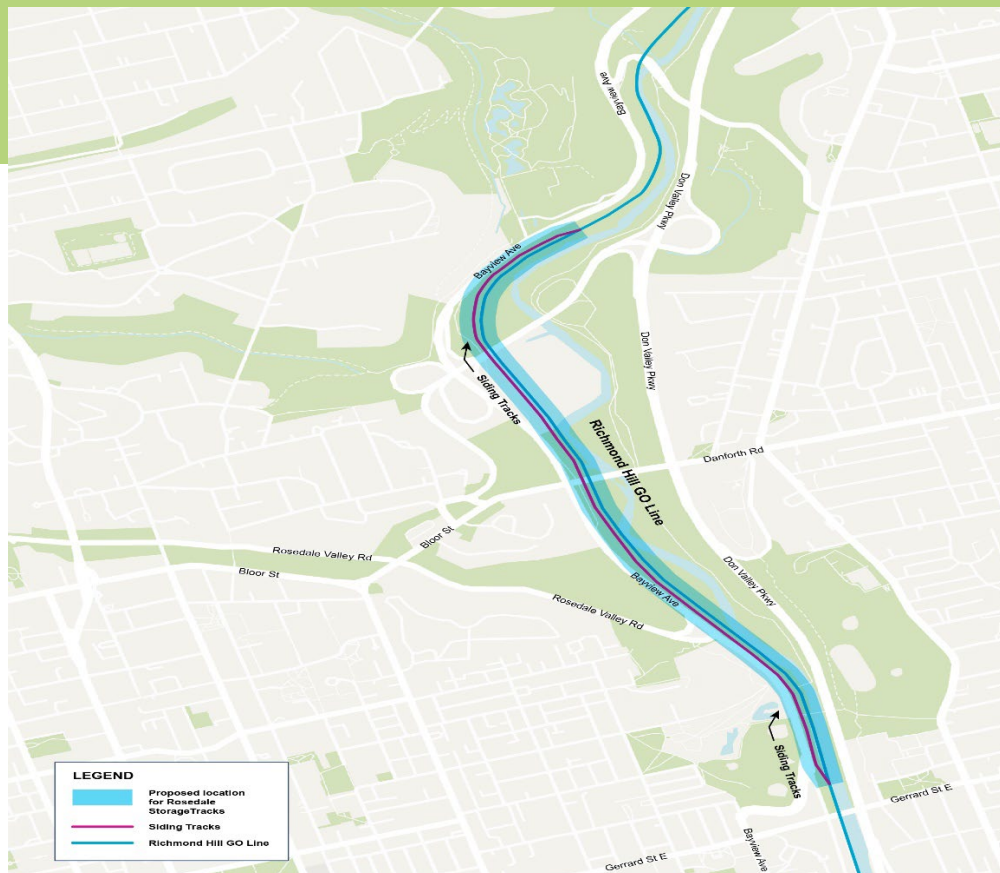 Bayview Ave
Don Valley Pkwy
Bayview Ave
Don Valley Pkwy
Siding Tracks
Richmond Hill GO Line
Danforth Rd
Bloor St
Rosedale Valley Rd
Bloor St
Don Valley Pkwy
Bayview Ave
Rosedale Valley Rd
Siding Tracks
Gerrard St E
Bayview Ave
Gerrard St E
LEGEND
Proposed location
for Rosedale
StorageTracks
Siding Tracks
Richmond Hill GO Line